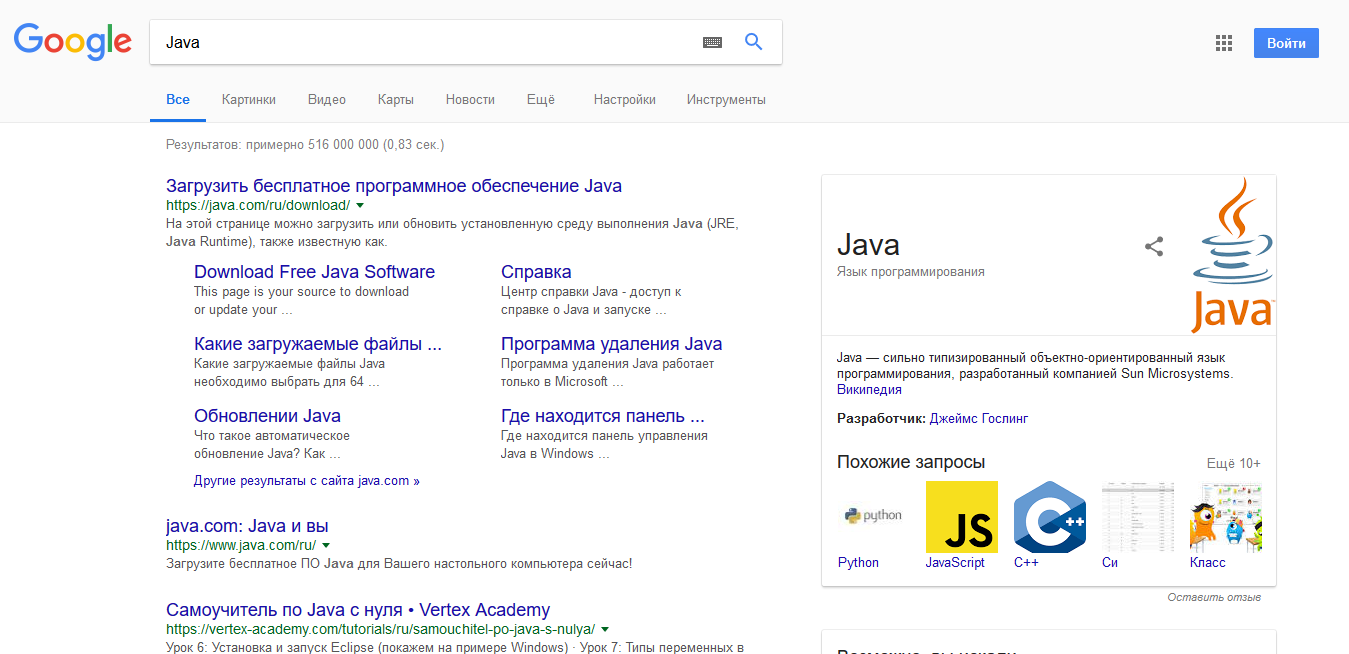 Google
Java
Войти
Все Картинки Видео Карты Новости Ещё Настройки Инструменты
Результатов: примерно 516 000 000 (0,83 сек.)
Загрузить бесплатное программное обеспечение Java
https://java.com/ru/download/
На этой странице можно загрузить или обновить установленную среду выполнения Java (JRE,
Java Runtime), также известную как.
Download Free Java Software
This page is your source to download
or update your ...
Справка
Центр справки Java - доступ к
справке о Java и запуске ...
Какие загружаемые файлы ...
Какие загружаемые файлы Java
необходимо выбрать для 64 ...
Программа удаления Java
Программа удаления Java работает
только в Microsoft ...
Обновлении Java
Что такое автоматическое
обновление Java? Как ...
Где находится панель ...
Где находится панель управления
Java в Windows ...
Другие результаты с сайта java.com »
java.com: Java и вы
https://www.java.com/ru/
Загрузите бесплатное ПО Java для Вашего настольного компьютера сейчас!
Самоучитель по Java с нуля • Vertex Academy
https://vertex-academy.com/tutorials/ru/samouchitel-po-java-s-nulya/
Урок 6: Установка и запуск Eclipse (покажем на примере Windows) · Урок 7: Типы переменных в
Java
Язык программирования
Java
Java — сильно типизированный объектно-ориентированный язык
программирования, разработанный компанией Sun Microsystems.
Википедия
Разработчик: Джеймс Гослинг
Похожие запросы
Ещё 10+
python
JS
C++
Python JavaScript C++ Си Класс
Оставить отзыв